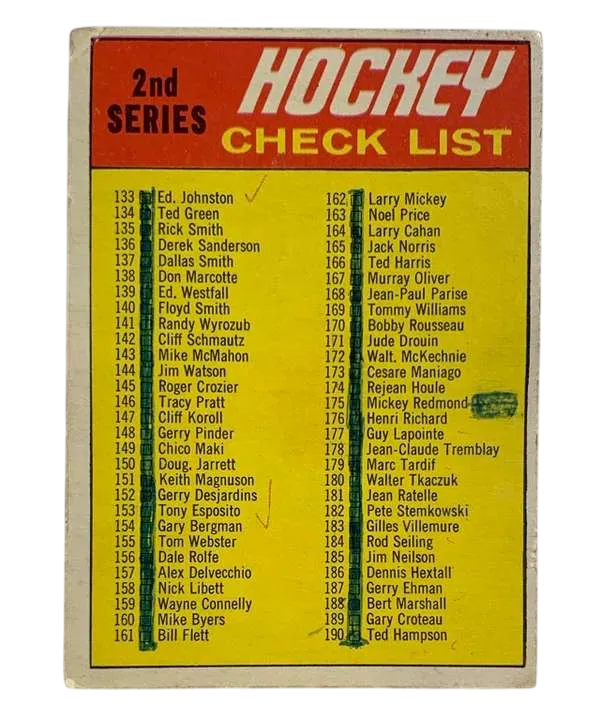 2nd
SERIES
HOCKEY
CHECK LIST
133 Ed. Johnston
134 Ted Green
135 Rick Smith
136 Derek Sanderson
137 Dallas Smith
138 Don Marcotte
139 Ed. Westfall
140 Floyd Smith
141 Randy Wyrozub
142 Cliff Schmautz
143 Mike McMahon
144 Jim Watson
145 Roger Crozier
146 Tracy Pratt
147 Cliff Koroll
148 Gerry Pinder
149 Chico Maki
150 Doug. Jarrett
151 Keith Magnuson
152 Gerry Desjardins
153 Tony Esposito
154 Gary Bergman
155 Tom Webster
156 Dale Rolfe
157 Alex Delvecchio
158 Nick Libett
159 Wayne Connelly
160 Mike Byers
161 Bill Flett
162 Larry Mickey
163 Noel Price
164 Larry Cahan
165 Jack Norris
166 Ted Harris
167 Murray Oliver
168 Jean-Paul Parise
169 Tommy Williams
170 Bobby Rousseau
171 Jude Drouin
172 Walt. McKechnie
173 Cesare Maniago
174 Rejean Houle
175 Mickey Redmond
176 Henri Richard
177 Guy Lapointe
178 Jean-Claude Tremblay
179 Marc Tardif
180 Walter Tkaczuk
181 Jean Ratelle
182 Pete Stemkowski
183 Gilles Villemure
184 Rod Seiling
185 Jim Neilson
186 Dennis Hextall
187 Gerry Ehman
188 Bert Marshall
189 Gary Croteau
190 Ted Hampson